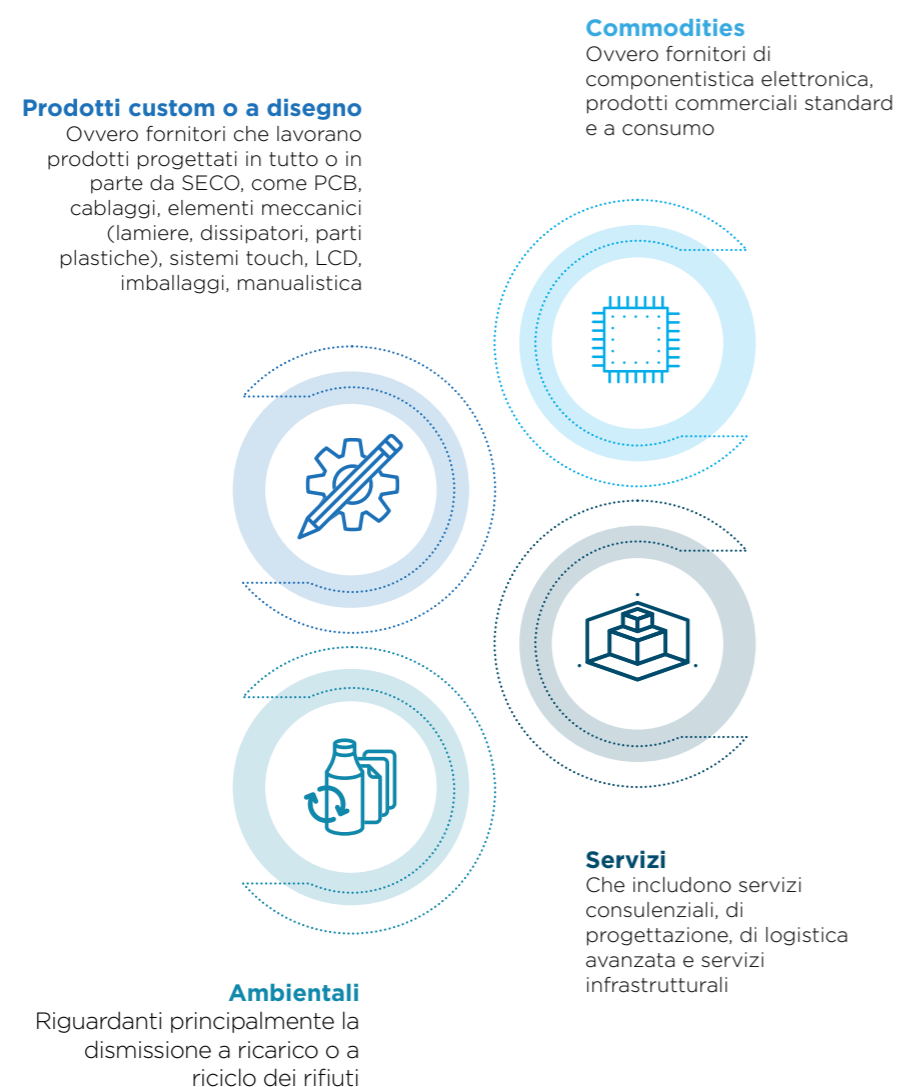 Commodities
Ovvero fornitori di
componentistica elettronica,
prodotti commerciali standard
e a consumo
Prodotti custom o a disegno
Ovvero fornitori che lavorano
prodotti progettati in tutto o in
parte da SECO, come PCB,
cablaggi, elementi meccanici
(lamiere, dissipatori, parti
plastiche), sistemi touch, LCD,
imballaggi, manualistica
Servizi
Che includono servizi
consulenziali, di
progettazione, di logistica
avanzata e servizi
infrastrutturali
Ambientali
Riguardanti principalmente la
dismissione a ricarico o a
riciclo dei rifiuti